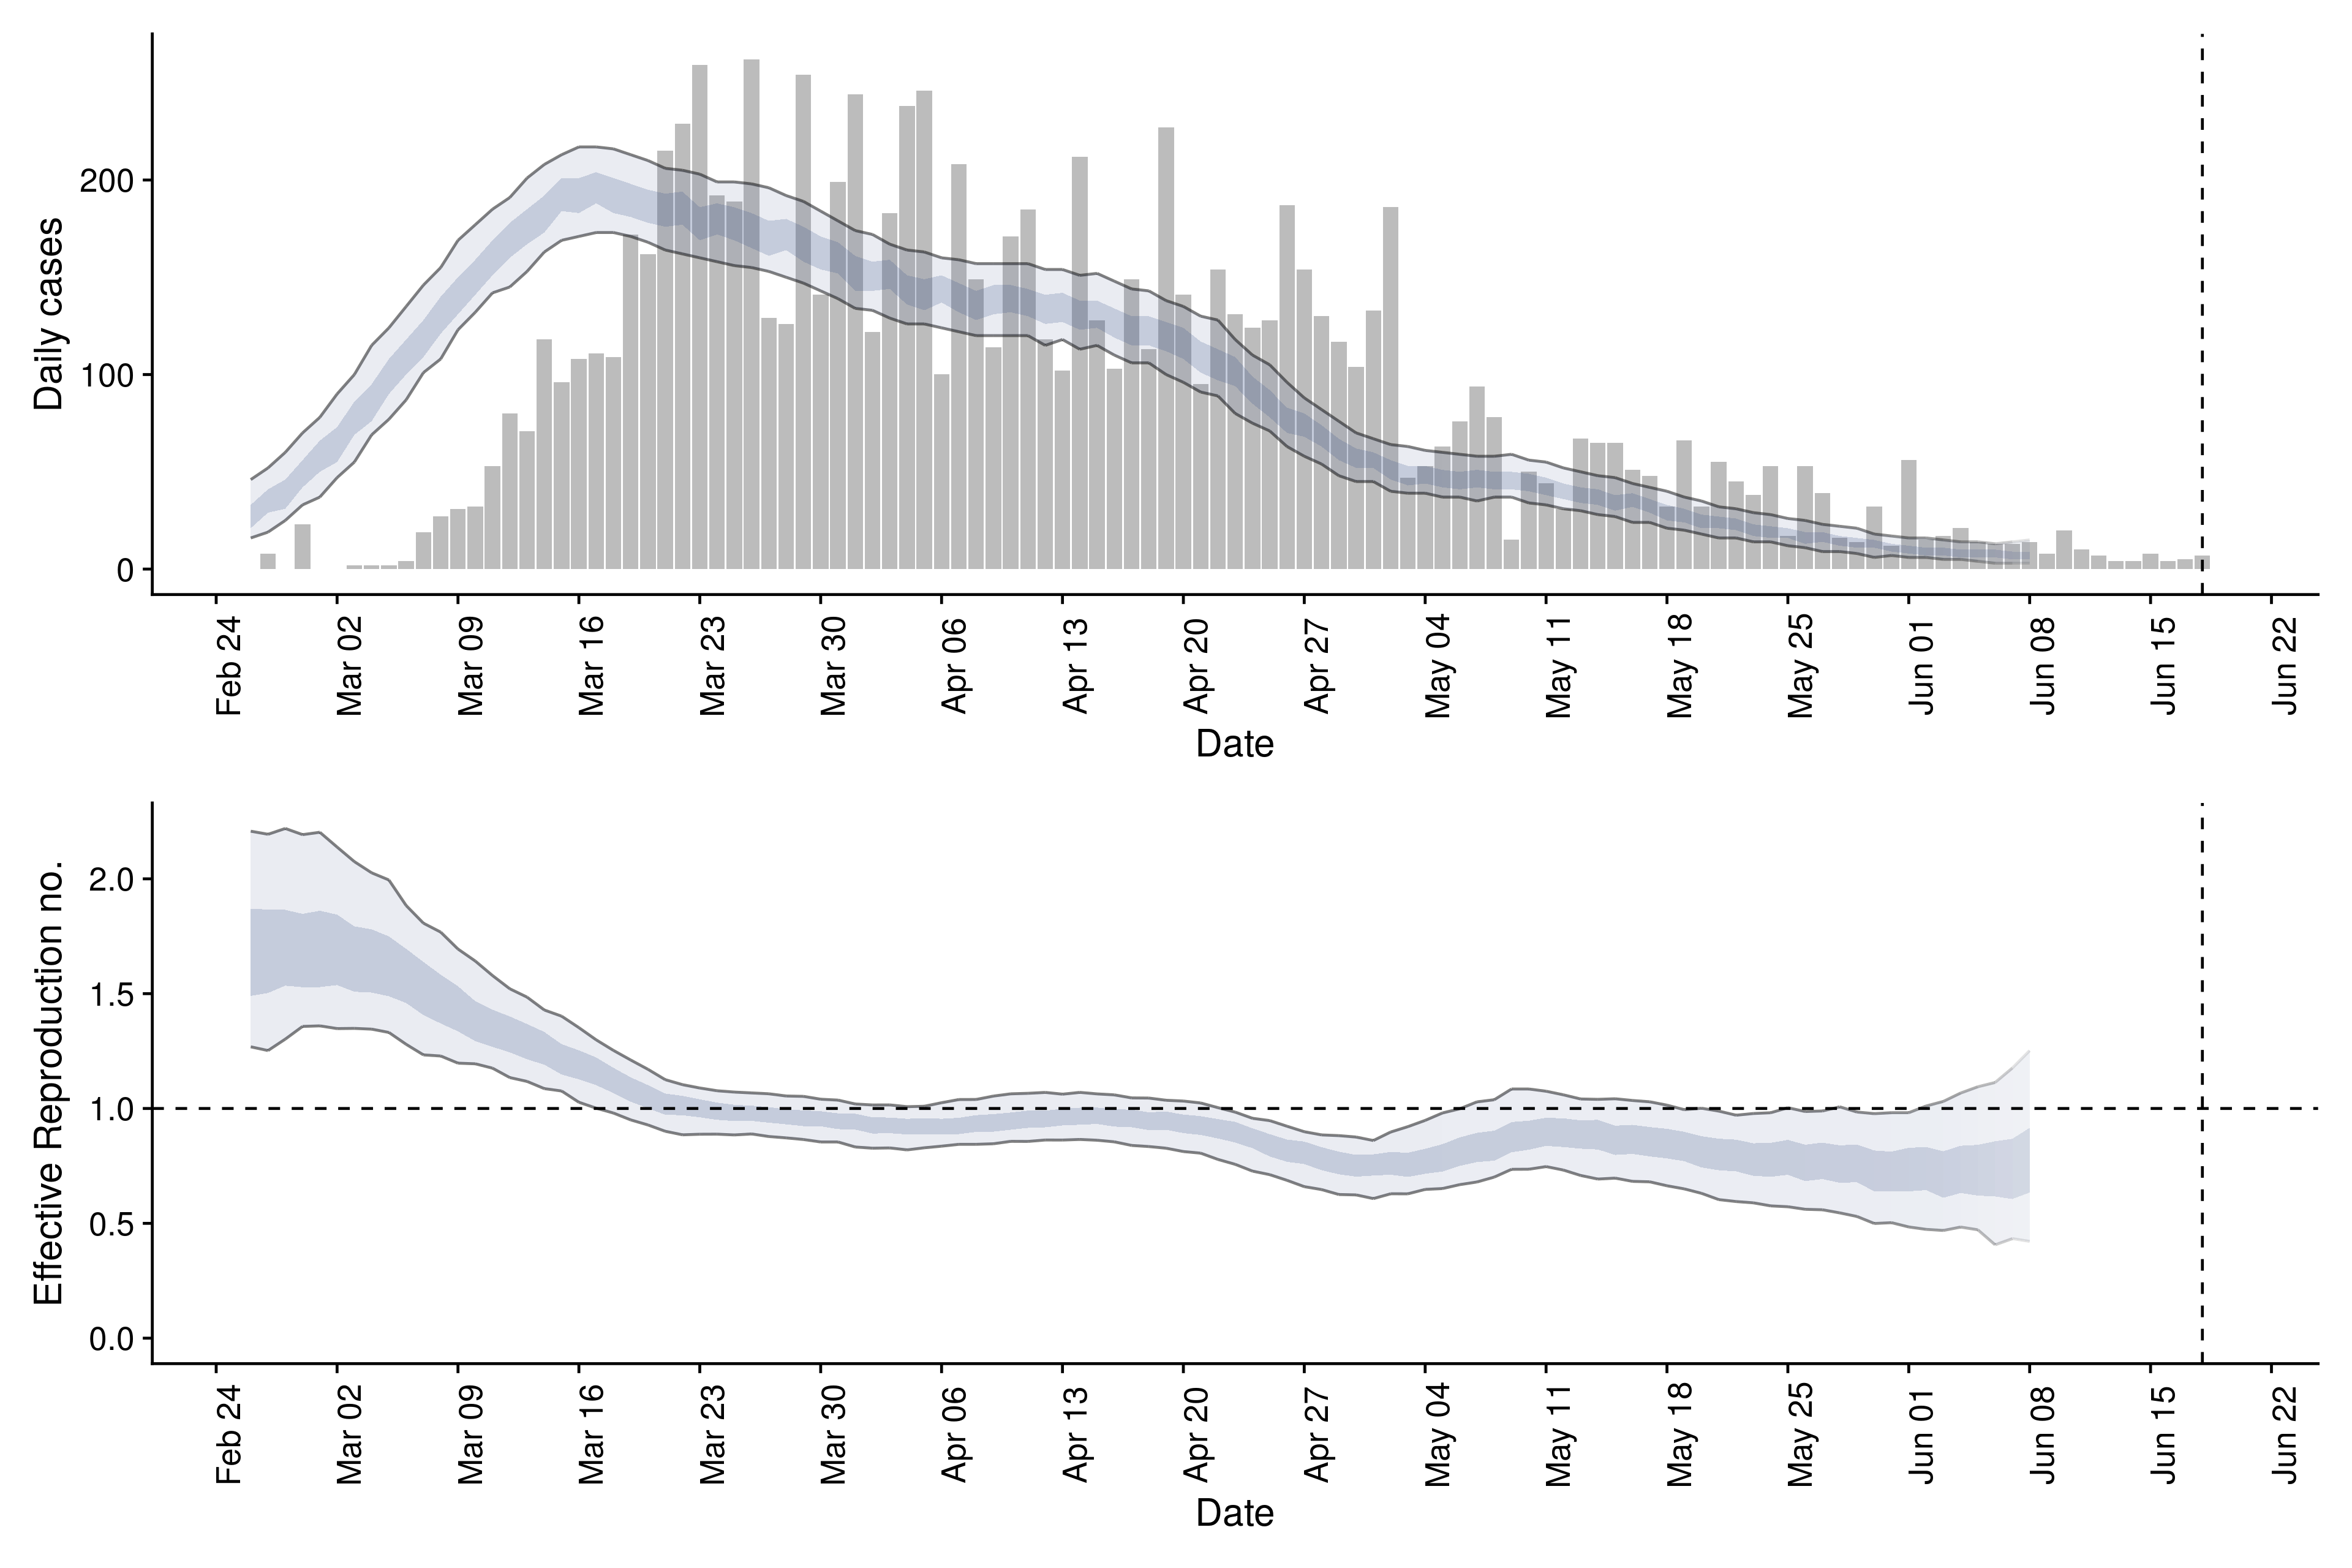 Daily cases
200
100
0
Feb 24
Mar 02
Mar 09
Mar 16
Mar 23
Mar 30
Apr 06
Apr 13
Apr 20
Apr 27
May 04
May 11
May 18
May 25
Jun 01
Jun 08
Jun 15
Jun 22
Date
Effective Reproduction no.
2.0
1.5
1.0
0.5
0.0
Feb 24
Mar 02
Mar 09
Mar 16
Mar 23
Mar 30
Apr 06
Apr 13
Apr 20
Apr 27
May 04
May 11
May 18
May 25
Jun 01
Jun 08
Jun 15
Jun 22
Date